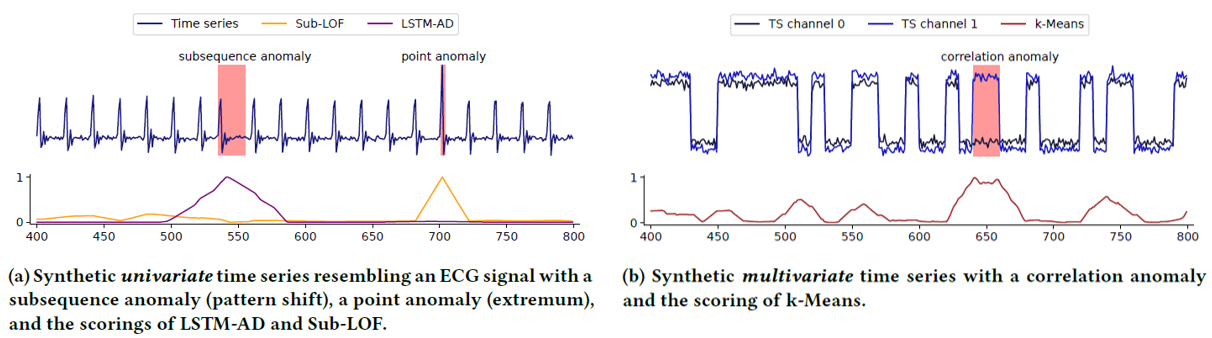 Time series Sub-LOF LSTM-AD
subsequence anomaly point anomaly
1
0
400 450 500 550 600 650 700 750 800
(a) Synthetic univariate time series resembling an ECG signal with a
subsequence anomaly (pattern shift), a point anomaly (extremum),
and the scorings of LSTM-AD and Sub-LOF.
TS channel 0 TS channel 1 k-Means
correlation anomaly
1
0
400 450 500 550 600 650 700 750 800
(b) Synthetic multivariate time series with a correlation anomaly
and the scoring of k-Means.